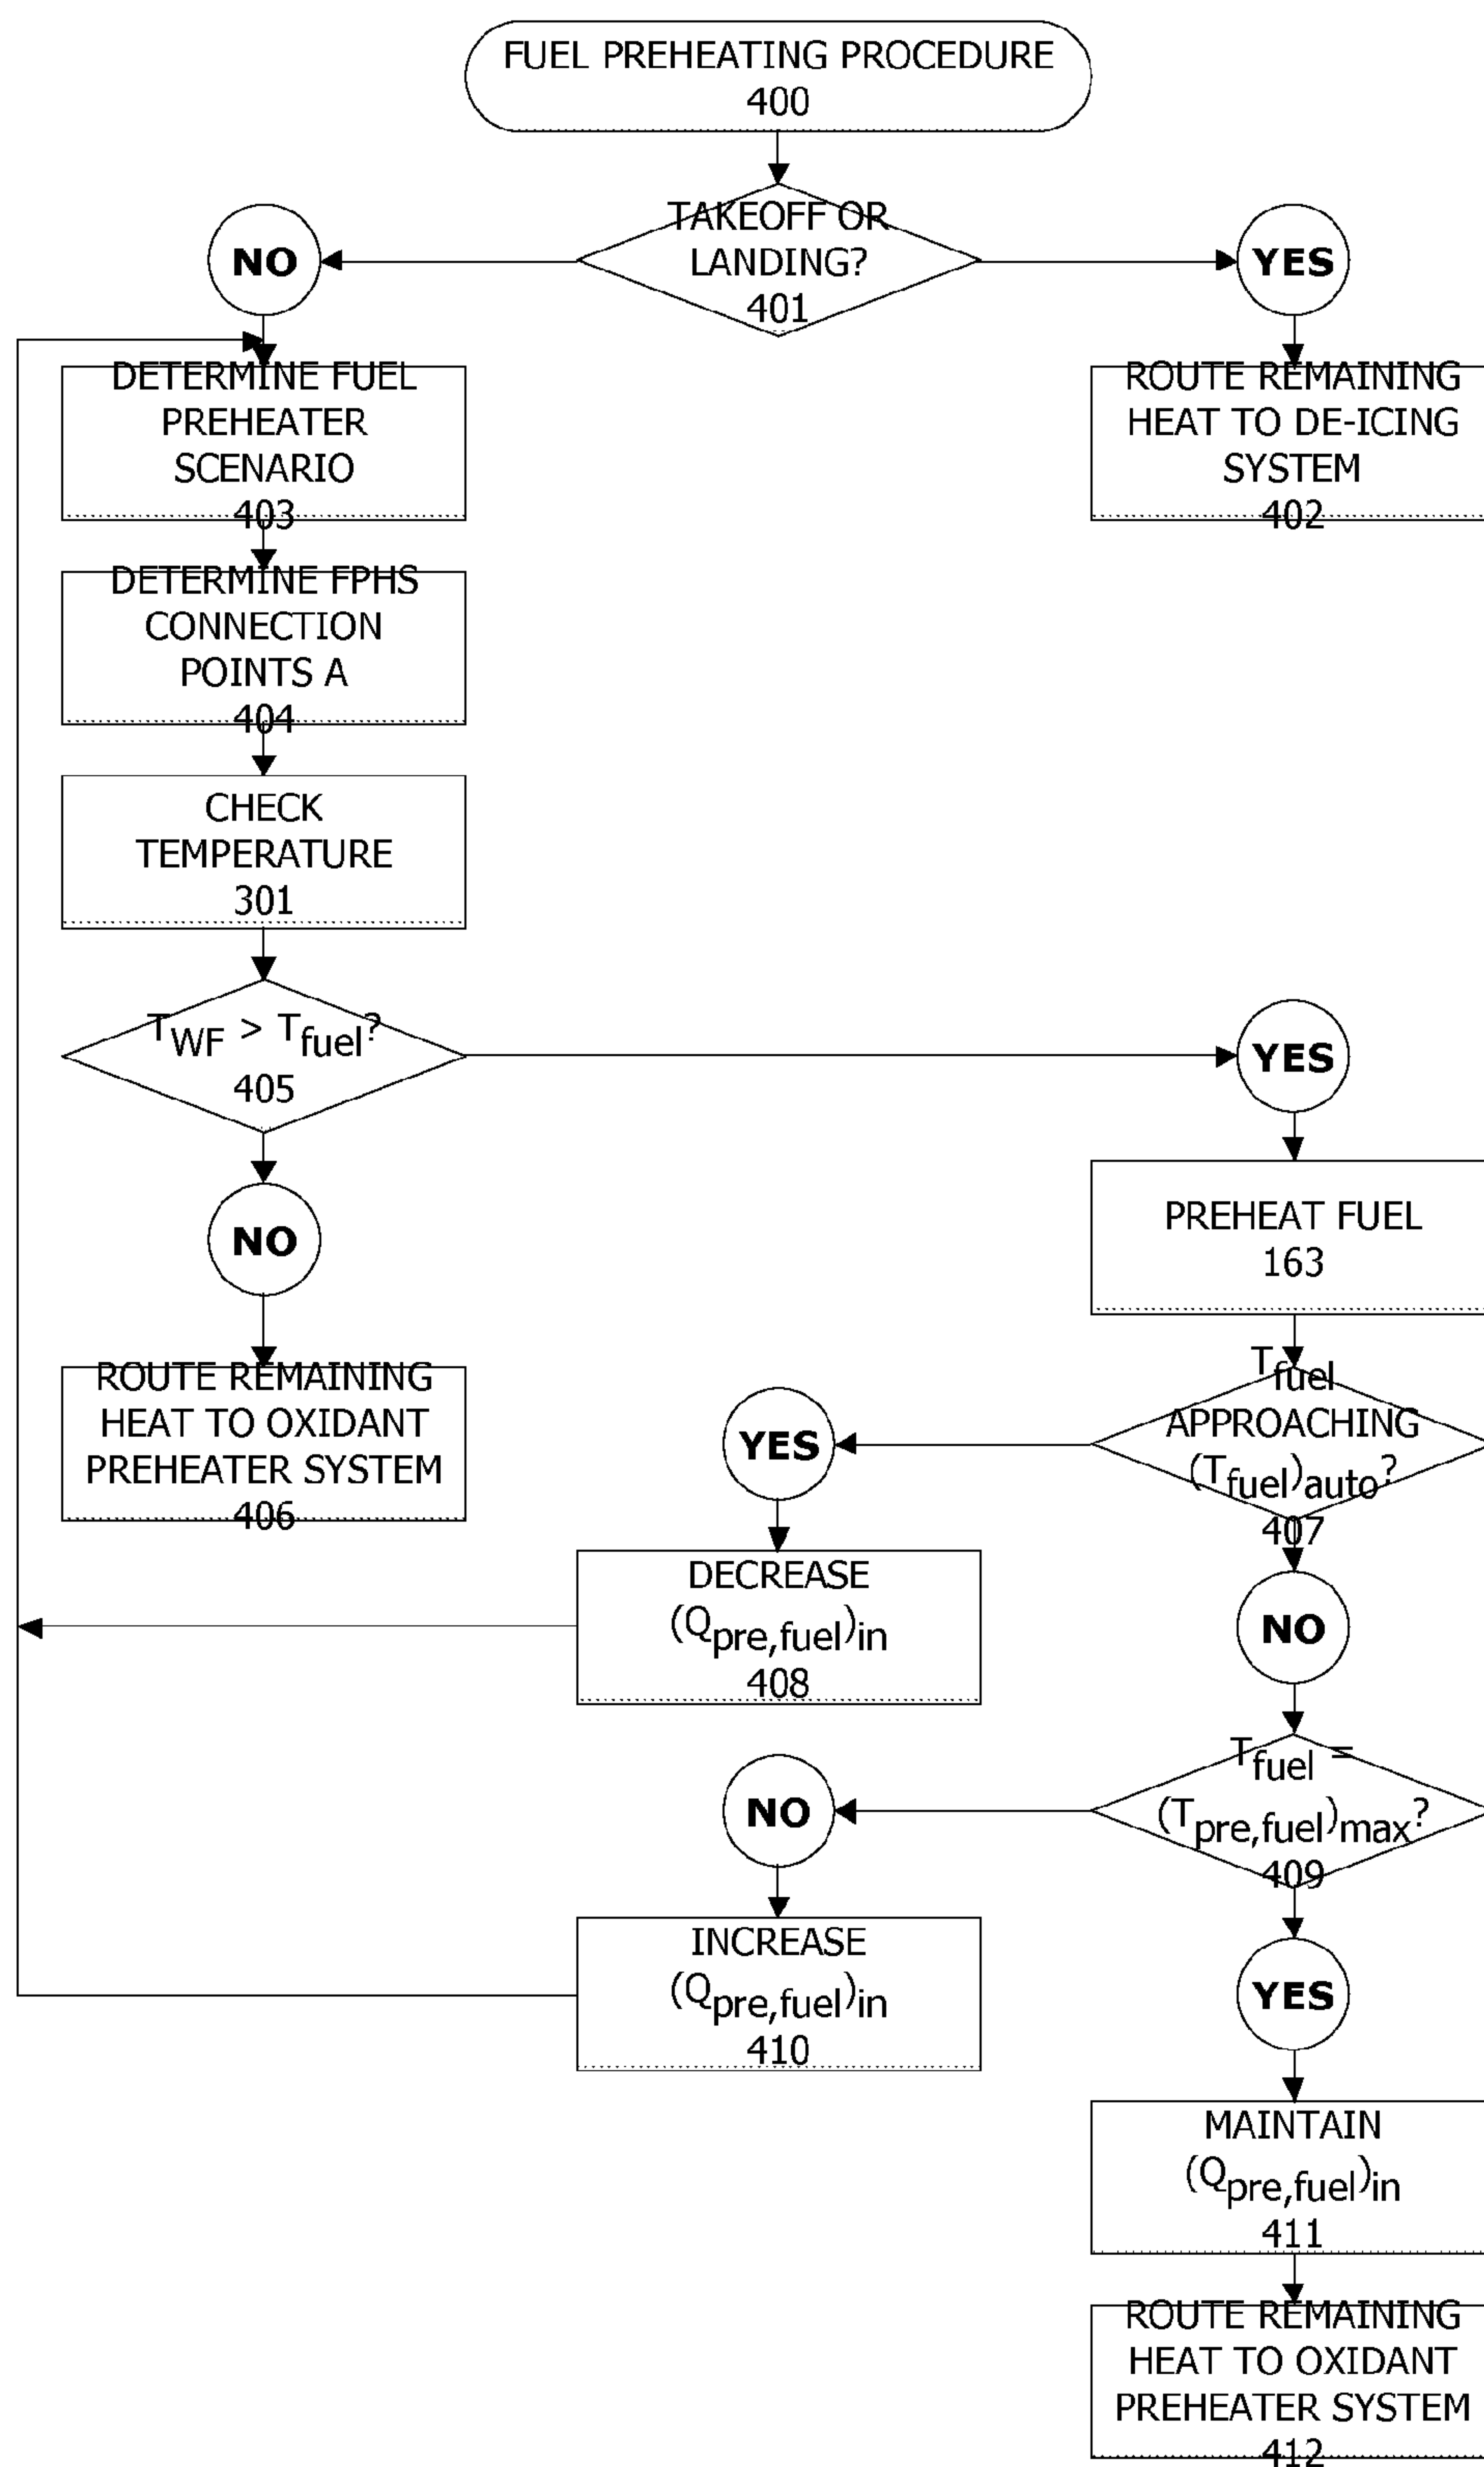 FUEL PREHEATING PROCEDURE
400
TAKEOFF OR
LANDING?
401
NO
YES
DETERMINE FUEL
PREHEATER
SCENARIO
403
ROUTE REMAINING
HEAT TO DE-ICING
SYSTEM
402
DETERMINE FPHS
CONNECTION
POINTS A
404
CHECK
TEMPERATURE
301
TWF > Tfuel?
405
YES
NO
PREHEAT FUEL
163
ROUTE REMAINING
HEAT TO OXIDANT
PREHEATER SYSTEM
406
Tfuel
APPROACHING
(Tfuel)auto?
407
YES
DECREASE
(Qpre,fuel)in
408
NO
Tfuel =
(Tpre,fuel)max?
409
NO
INCREASE
(Qpre,fuel)in
410
YES
MAINTAIN
(Qpre,fuel)in
411
ROUTE REMAINING
HEAT TO OXIDANT
PREHEATER SYSTEM
412